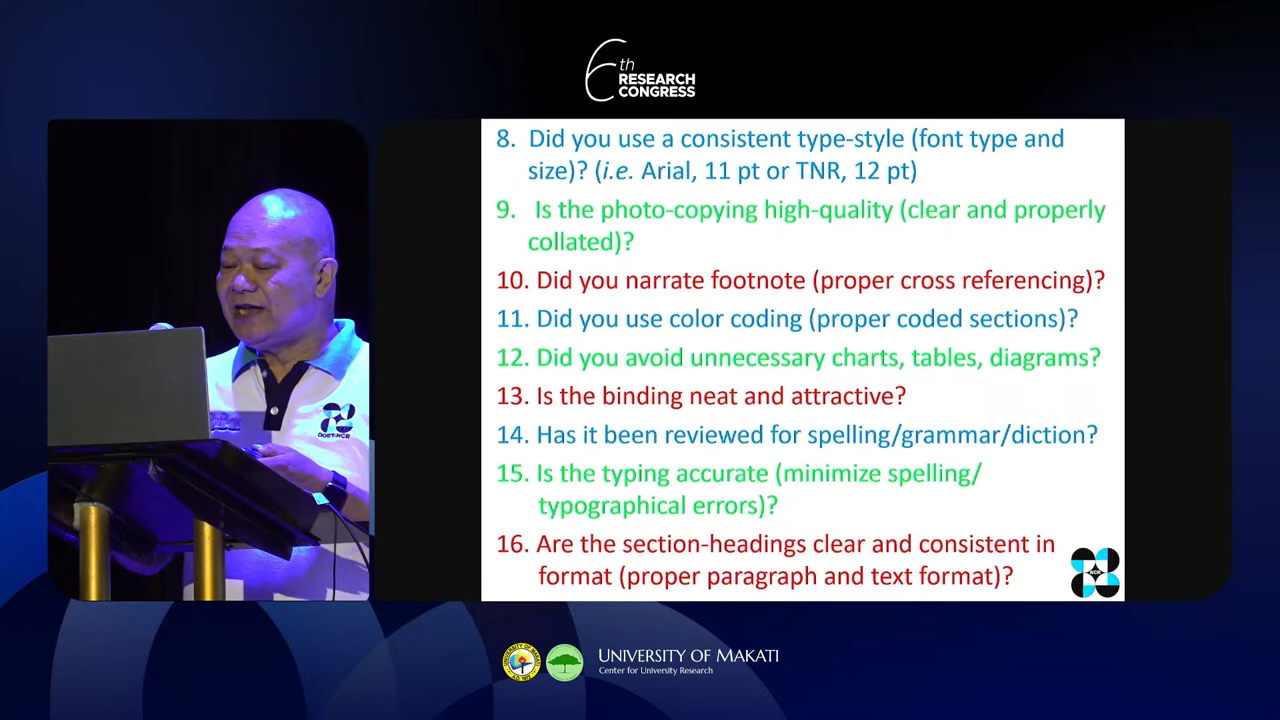 6th
RESEARCH
CONGRESS
8. Did you use a consistent type-style (font type and
size)? (i.e. Arial, 11 pt or TNR, 12 pt)
9. Is the photo-copying high-quality (clear and properly
collated)?
10. Did you narrate footnote (proper cross referencing)?
11. Did you use color coding (proper coded sections)?
12. Did you avoid unnecessary charts, tables, diagrams?
13. Is the binding neat and attractive?
14. Has it been reviewed for spelling/grammar/diction?
15. Is the typing accurate (minimize spelling/
typographical errors)?
16. Are the section-headings clear and consistent in
format (proper paragraph and text format)?
DOST-NCR
UNIVERSITY OF MAKATI
Center for University Research